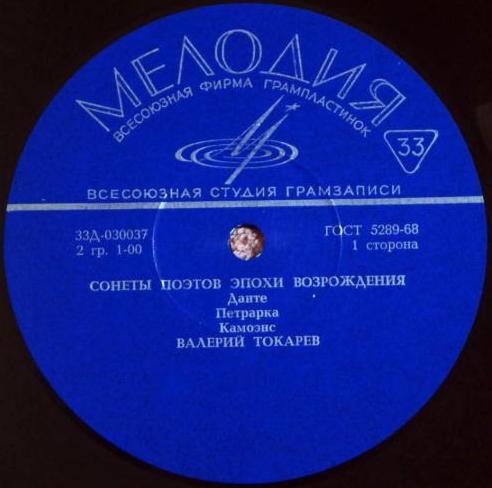 МЕЛОДИЯ
ВСЕСОЮЗНАЯ ФИРМА ГРАМПЛАСТИНОК
33
ВСЕСОЮЗНАЯ СТУДИЯ ГРАМЗАПИСИ
33Д-030037
ГОСТ 5289-68
2 гр. 1-00
1 сторона
СОНЕТЫ ПОЭТОВ ЭПОХИ ВОЗРОЖДЕНИЯ
Данте
Петрарка
Камоэнс
ВАЛЕРИЙ ТОКАРЕВ